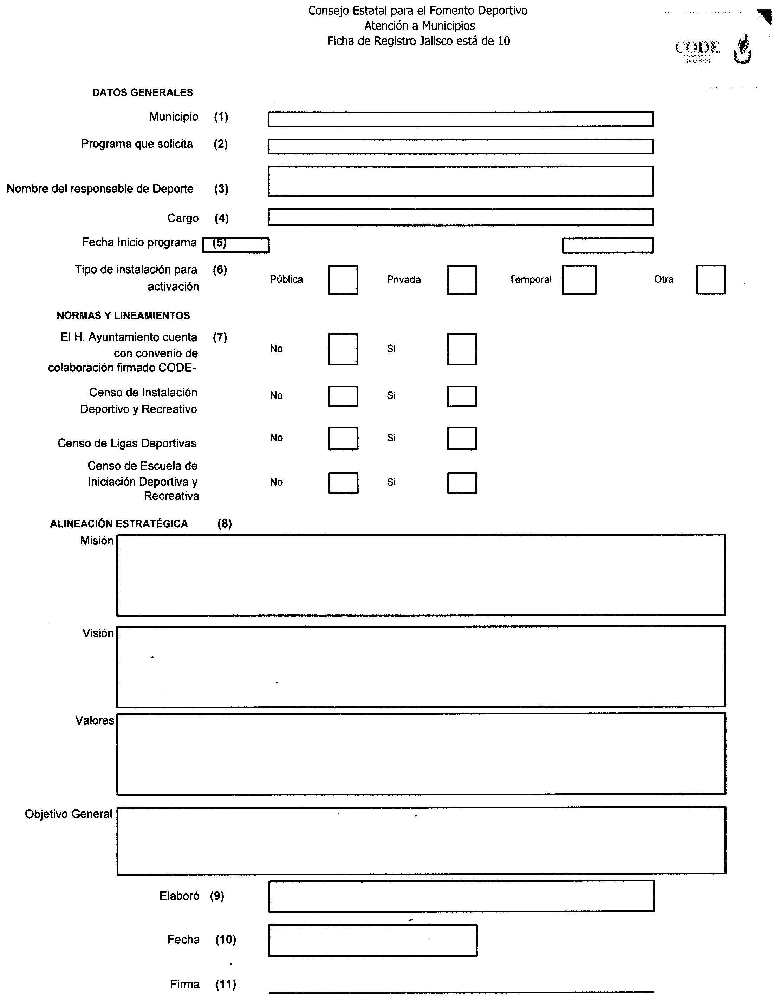 Consejo Estatal para el Fomento Deportivo
Atención a Municipios
Ficha de Registro Jalisco está de 10
CODE
JALISCO
DATOS GENERALES
Municipio (1)
Programa que solicita (2)
Nombre del responsable de Deporte (3)
Cargo (4)
Fecha Inicio programa (5)
Tipo de instalación para (6)
activación
Pública Privada Temporal Otra
NORMAS Y LINEAMIENTOS
El H. Ayuntamiento cuenta (7)
con convenio de
colaboración firmado CODE-
No Si
Censo de Instalación
Deportivo y Recreativo
No Si
Censo de Ligas Deportivas
No Si
Censo de Escuela de
Iniciación Deportiva y
Recreativa
No Si
ALINEACIÓN ESTRATÉGICA (8)
Misión
Visión
Valores
Objetivo General
Elaboró (9)
Fecha (10)
Firma (11)